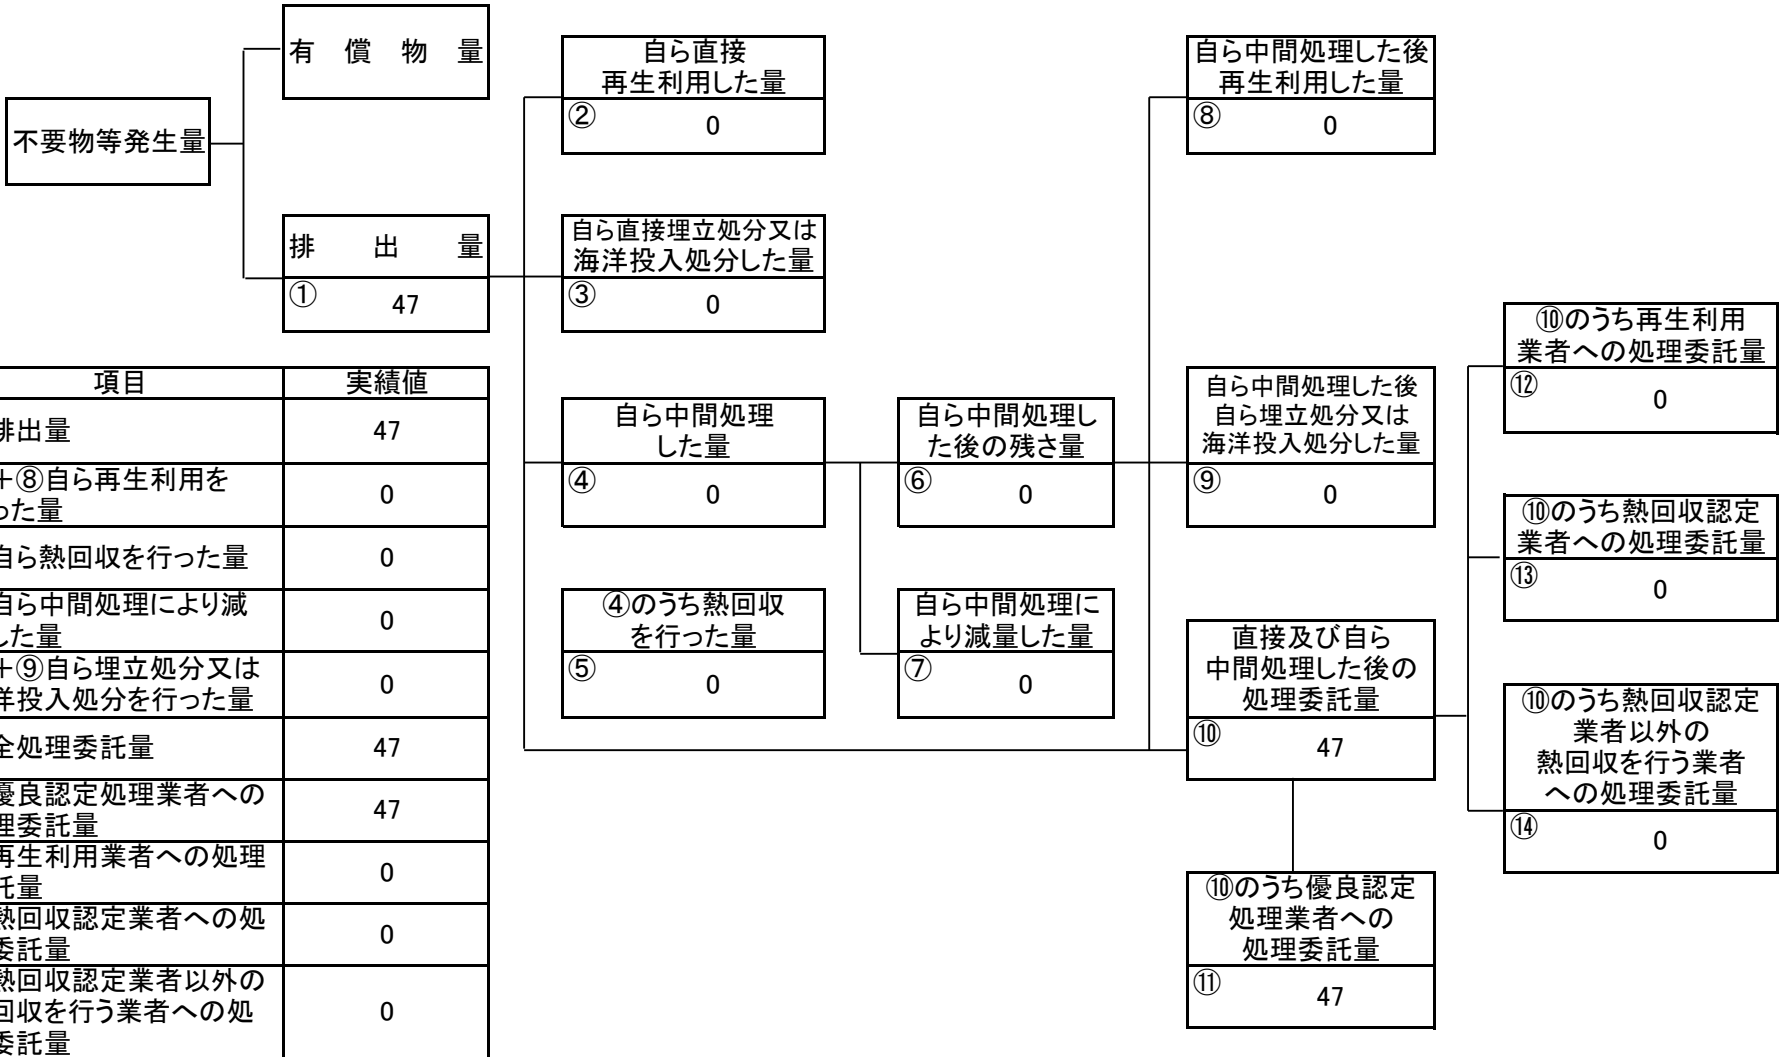 有 償 物 量
不要物等発生量
排 出 量
① 47
自ら直接
再生利用した量
② 0
自ら直接埋立処分又は
海洋投入処分した量
③ 0
自ら中間処理
した量
④ 0
④のうち熱回収
を行った量
⑤ 0
自ら中間処理し
た後の残さ量
⑥ 0
自ら中間処理に
より減量した量
⑦ 0
自ら中間処理した後
再生利用した量
⑧ 0
自ら中間処理した後
自ら埋立処分又は
海洋投入処分した量
⑨ 0
直接及び自ら
中間処理した後の
処理委託量
⑩ 47
⑩のうち優良認定
処理業者への
処理委託量
⑪ 47
⑩のうち再生利用
業者への処理委託量
⑫ 0
⑩のうち熱回収認定
業者への処理委託量
⑬ 0
⑩のうち熱回収認定
業者以外の
熱回収を行う業者
への処理委託量
⑭ 0
項目 実績値
排出量 47
+⑧自ら再生利用を
った量 0
自ら熱回収を行った量 0
自ら中間処理により減
した量 0
+⑨自ら埋立処分又は
洋投入処分を行った量 0
全処理委託量 47
優良認定処理業者への
理委託量 47
再生利用業者への処理
託量 0
熱回収認定業者への処
委託量 0
熱回収認定業者以外の
回収を行う業者への処
委託量 0